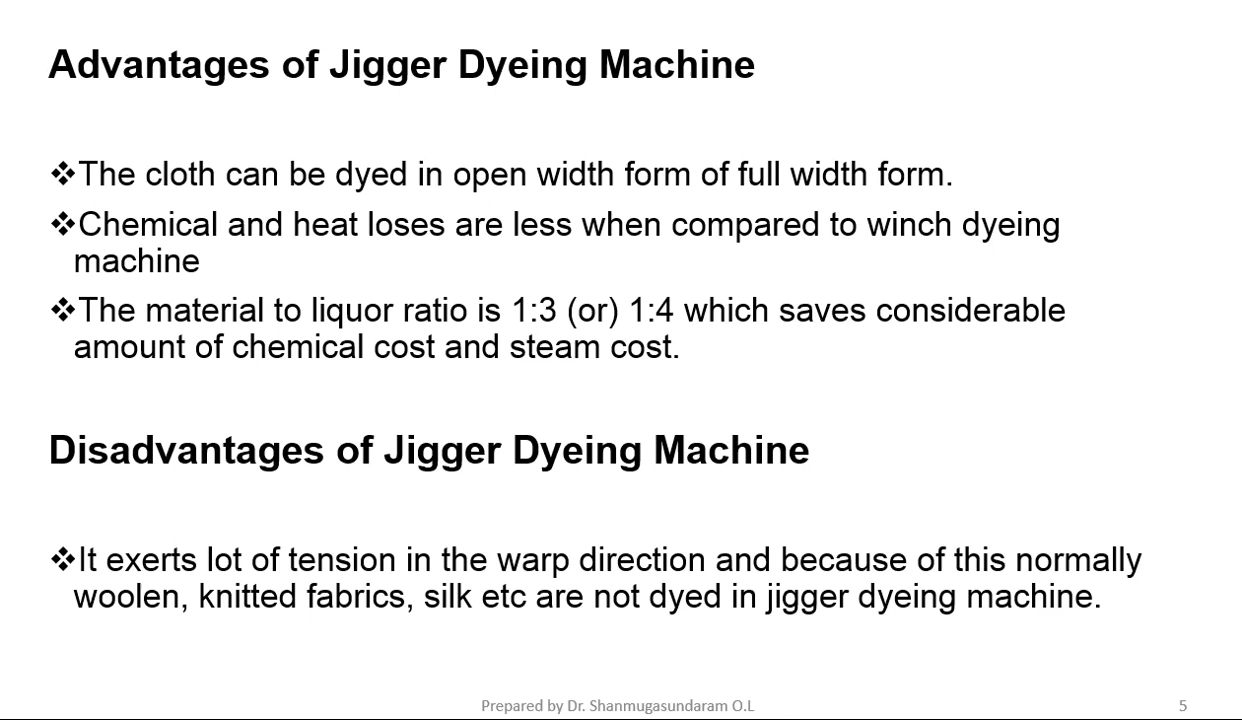 Advantages of Jigger Dyeing Machine
❖The cloth can be dyed in open width form of full width form.
❖Chemical and heat loses are less when compared to winch dyeing
machine
❖The material to liquor ratio is 1:3 (or) 1:4 which saves considerable
amount of chemical cost and steam cost.
Disadvantages of Jigger Dyeing Machine
❖It exerts lot of tension in the warp direction and because of this normally
woolen, knitted fabrics, silk etc are not dyed in jigger dyeing machine.
Prepared by Dr. Shanmugasundaram O.L
5